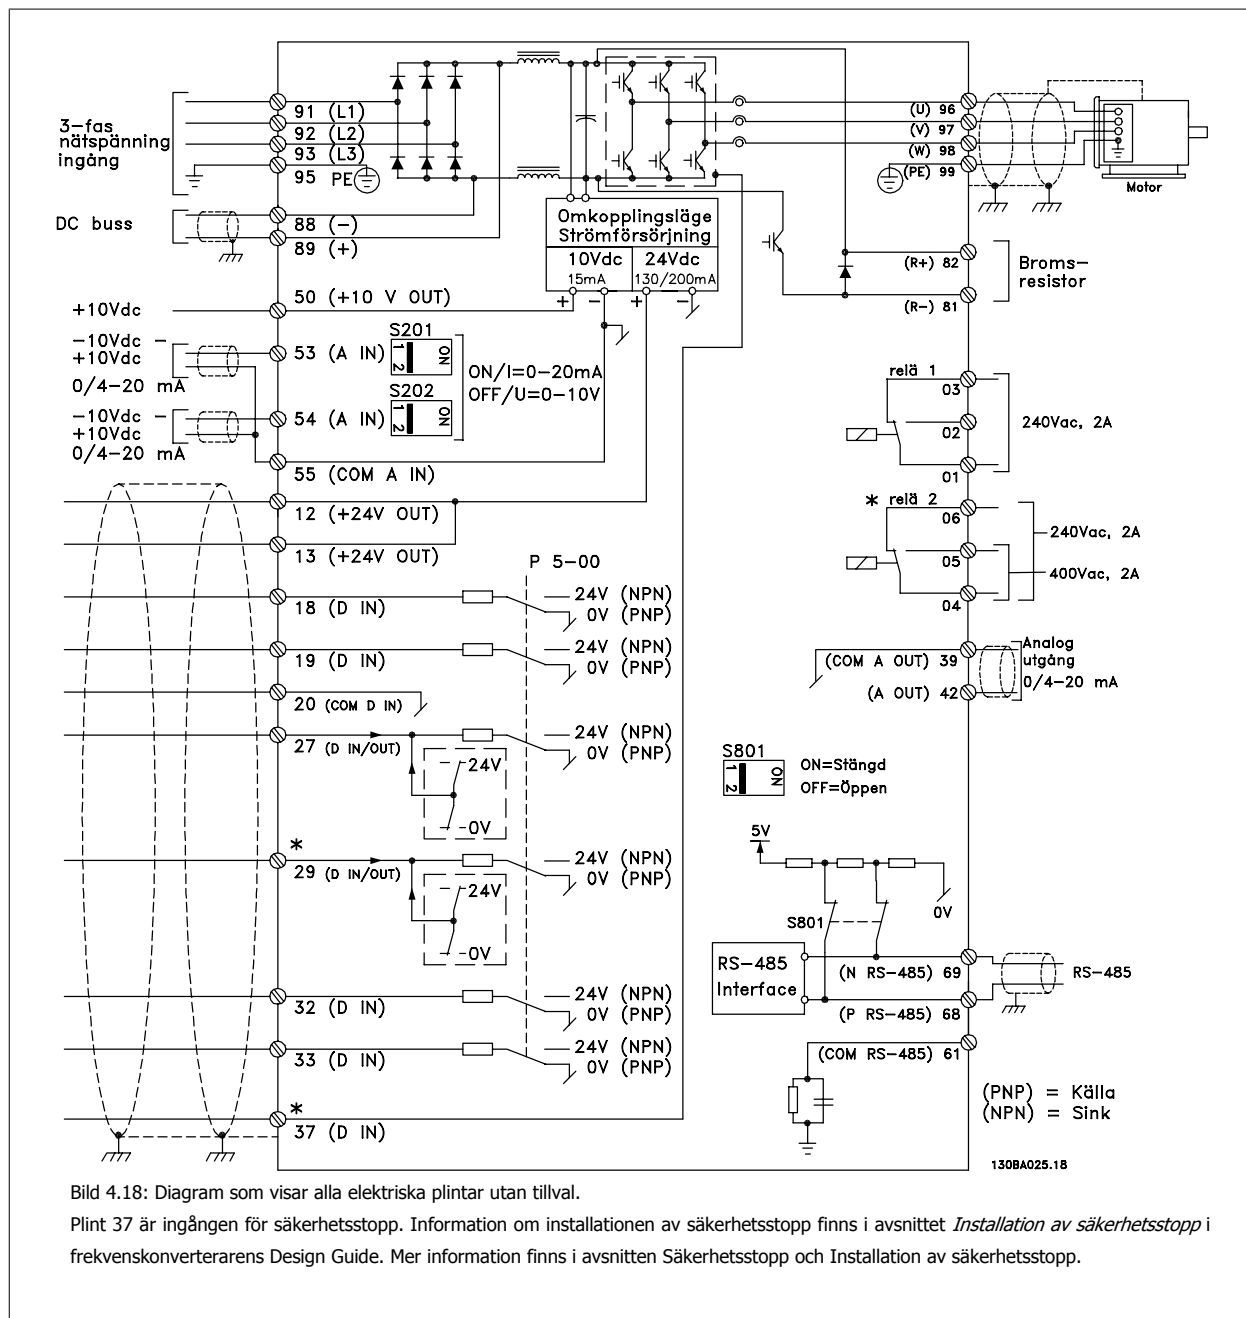 3-fas
nätspänning
ingång
91 (L1)
92 (L2)
93 (L3)
95 PE
DC buss
88 (-)
89 (+)
Omkopplingsläge
Strömförsörjning
10Vdc
15mA
24Vdc
130/200mA
+ - + -
(U) 96
(V) 97
(W) 98
(PE) 99
Motor
(R+) 82
(R-) 81
Broms-
resistor
+10Vdc
50 (+10 V OUT)
-10Vdc -
+10Vdc
0/4-20 mA
53 (A IN)
S201
1 2 ON
S202
1 2 ON
ON/I=0-20mA
OFF/U=0-10V
-10Vdc -
+10Vdc
0/4-20 mA
54 (A IN)
55 (COM A IN)
12 (+24V OUT)
13 (+24V OUT)
P 5-00
18 (D IN)
24V (NPN)
0V (PNP)
19 (D IN)
24V (NPN)
0V (PNP)
20 (COM D IN)
27 (D IN/OUT)
24V (NPN)
0V (PNP)
24V
0V
*
29 (D IN/OUT)
24V (NPN)
0V (PNP)
24V
0V
32 (D IN)
24V (NPN)
0V (PNP)
33 (D IN)
24V (NPN)
0V (PNP)
*
37 (D IN)
relä 1
03
02
01
240Vac, 2A
* relä 2
06
05
04
240Vac, 2A
400Vac, 2A
(COM A OUT) 39
(A OUT) 42
Analog
utgång
0/4-20 mA
S801
1 2 ON
ON=Stängd
OFF=Öppen
5V
0V
S801
RS-485
Interface
(N RS-485) 69
(P RS-485) 68
RS-485
(COM RS-485) 61
(PNP) = Källa
(NPN) = Sink
130BA025.18
Bild 4.18: Diagram som visar alla elektriska plintar utan tillval.
Plint 37 är ingången för säkerhetsstopp. Information om installationen av säkerhetsstopp finns i avsnittet Installation av säkerhetsstopp i
frekvenskonverterarens Design Guide. Mer information finns i avsnitten Säkerhetsstopp och Installation av säkerhetsstopp.